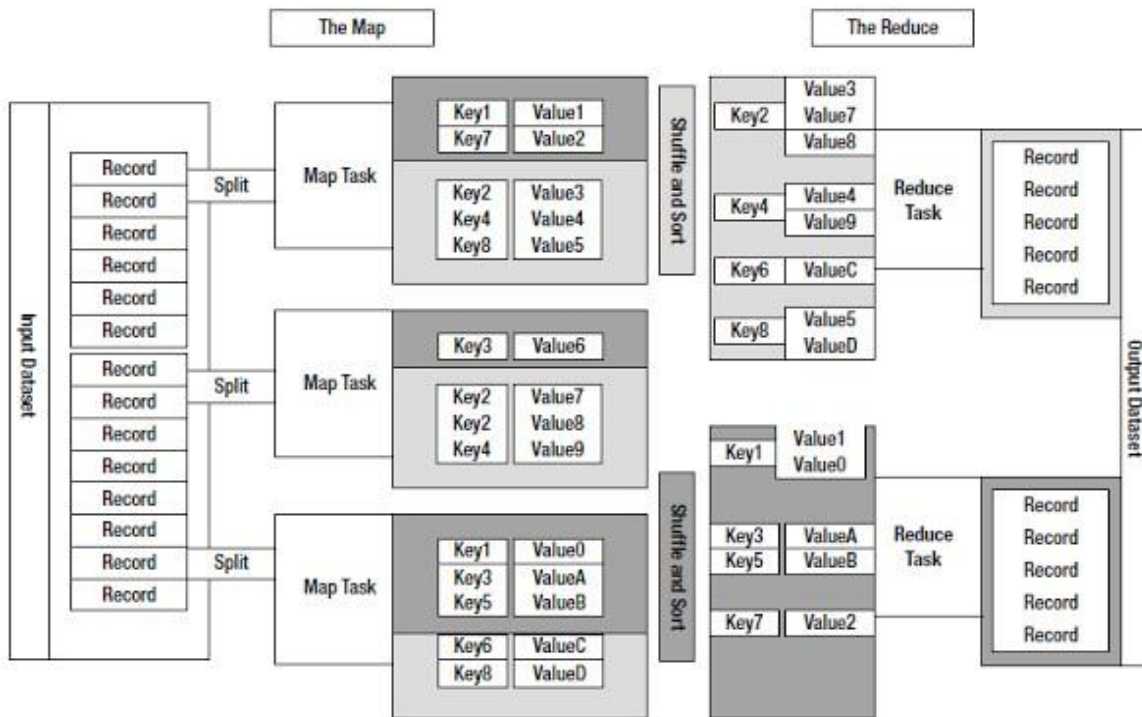 The Map
The Reduce
Input Dataset
Record
Record
Record
Record
Record
Record
Record
Record
Record
Record
Record
Record
Record
Record
Split
Split
Split
Map Task
Key1 Value1
Key7 Value2
Key2 Value3
Key4 Value4
Key8 Value5
Map Task
Key3 Value6
Key2 Value7
Key2 Value8
Key4 Value9
Map Task
Key1 Value0
Key3 ValueA
Key5 ValueB
Key6 ValueC
Key8 ValueD
Shuffle and Sort
Shuffle and Sort
Key2
Value3
Value7
Value8
Key4
Value4
Value9
Key6 ValueC
Key8
Value5
ValueD
Reduce
Task
Record
Record
Record
Record
Record
Key1
Value1
Value0
Key3 ValueA
Key5 ValueB
Key7 Value2
Reduce
Task
Record
Record
Record
Record
Record
Output Dataset